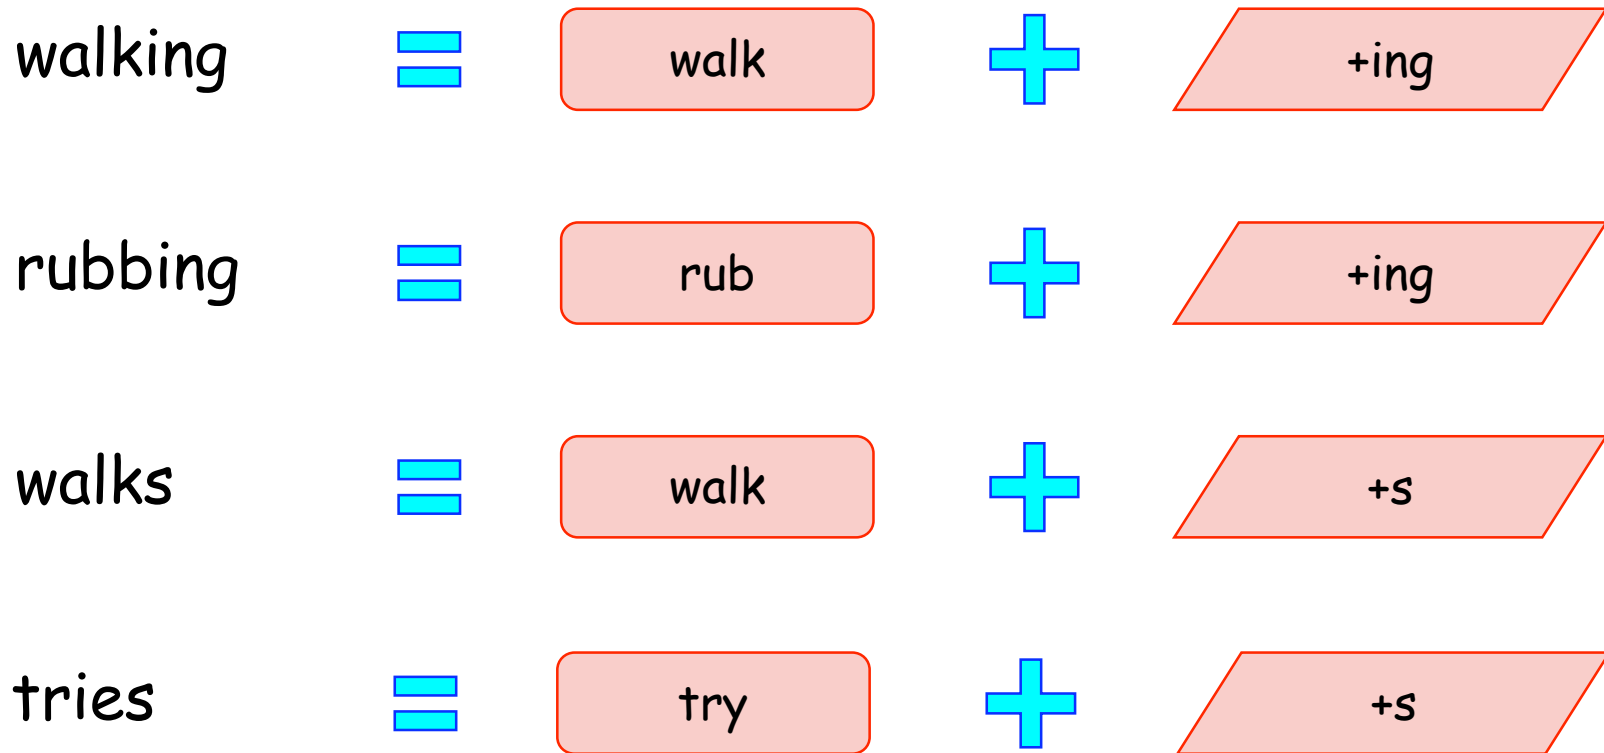 walking = walk + +ing
rubbing = rub + +ing
walks = walk + +s
tries = try + +s